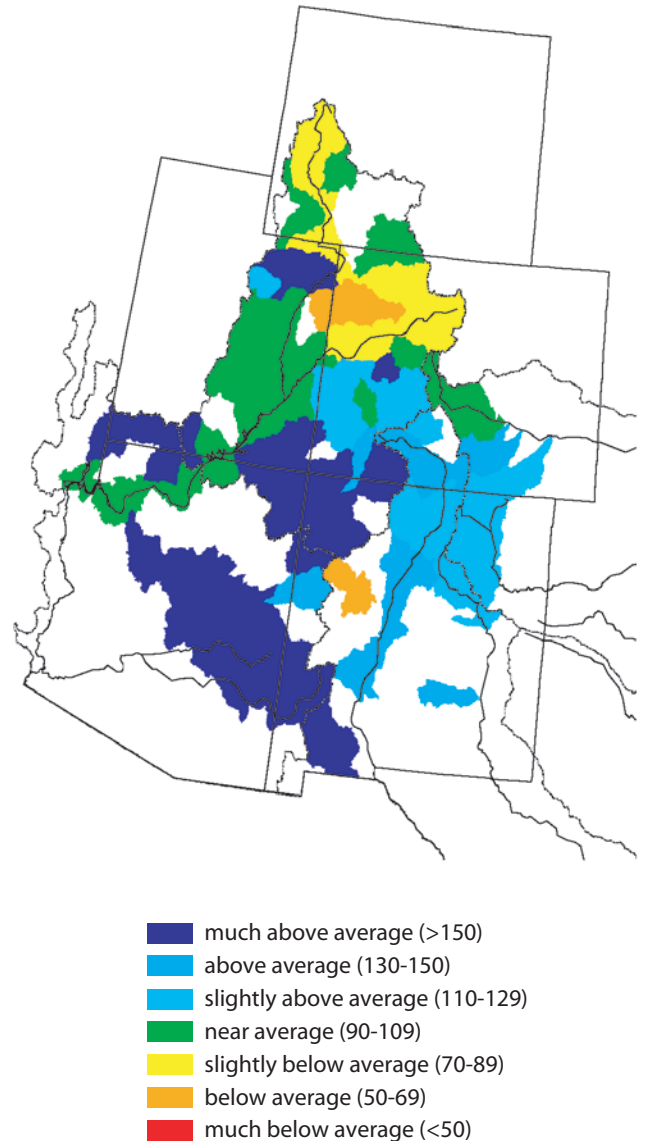 much above average (>150)
above average (130-150)
slightly above average (110-129)
near average (90-109)
slightly below average (70-89)
below average (50-69)
much below average (<50)